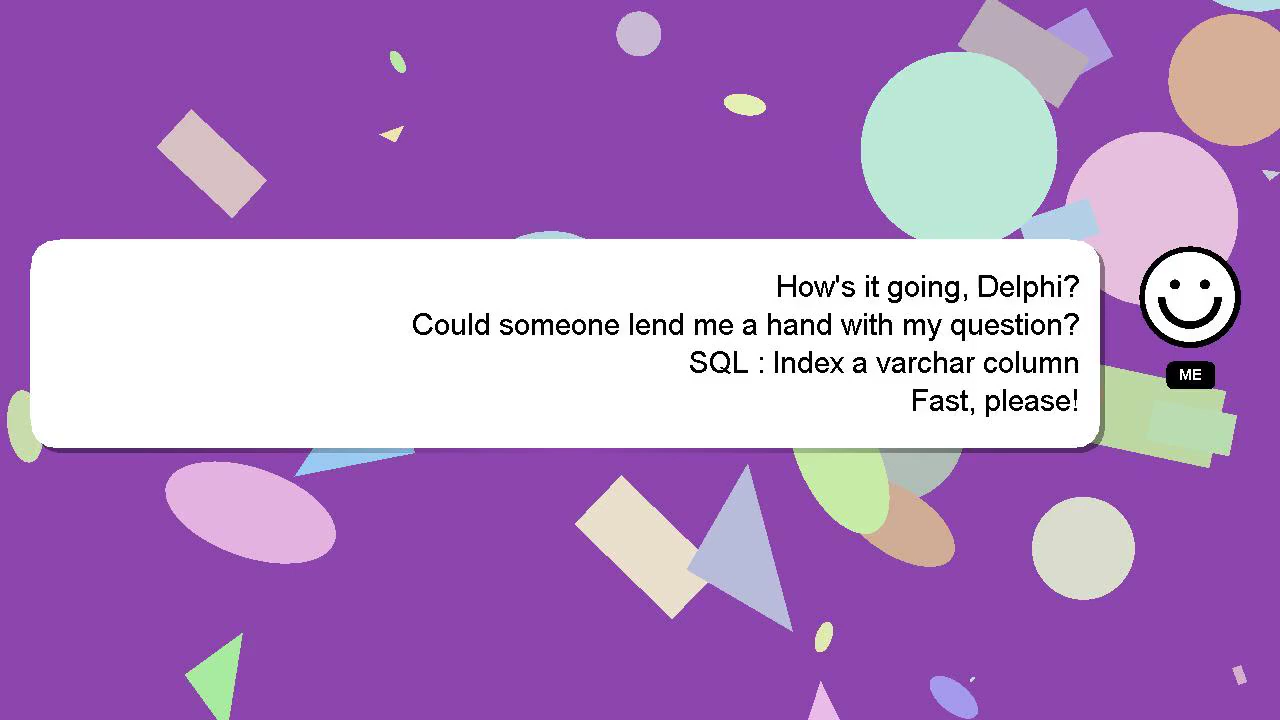 How's it going, Delphi?
Could someone lend me a hand with my question?
SQL : Index a varchar column
Fast, please!
ME